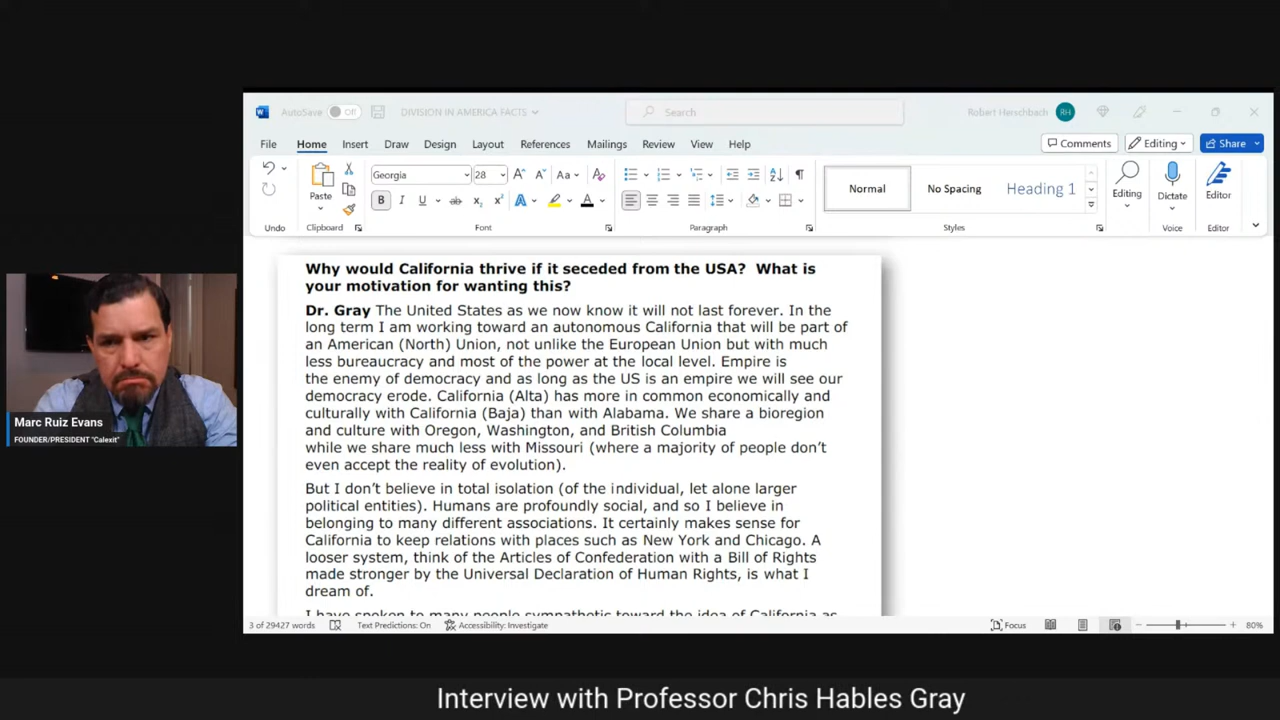 AutoSave
Off
DIVISION IN AMERICA FACTS
Search
Robert Herschbach
RH
File
Home
Insert
Draw
Design
Layout
References
Mailings
Review
View
Help
Comments
Editing
Share
Georgia
28
Aa
Normal
No Spacing
Heading 1
Paste
Editing
Dictate
Editor
Undo
Clipboard
Font
Paragraph
Styles
Voice
Editor
Why would California thrive if it seceded from the USA? What is
your motivation for wanting this?
Dr. Gray The United States as we now know it will not last forever. In the
long term I am working toward an autonomous California that will be part of
an American (North) Union, not unlike the European Union but with much
less bureaucracy and most of the power at the local level. Empire is
the enemy of democracy and as long as the US is an empire we will see our
democracy erode. California (Alta) has more in common economically and
culturally with California (Baja) than with Alabama. We share a bioregion
and culture with Oregon, Washington, and British Columbia
while we share much less with Missouri (where a majority of people don't
even accept the reality of evolution).
But I don't believe in total isolation (of the individual, let alone larger
political entities). Humans are profoundly social, and so I believe in
belonging to many different associations. It certainly makes sense for
California to keep relations with places such as New York and Chicago. A
looser system, think of the Articles of Confederation with a Bill of Rights
made stronger by the Universal Declaration of Human Rights, is what I
dream of.
I have spoken to many people sympathetic toward the idea of California as
Marc Ruiz Evans
FOUNDER/PRESIDENT "Calexit"
3 of 29427 words
Text Predictions: On
Accessibility: Investigate
Focus
80%
Interview with Professor Chris Hables Gray